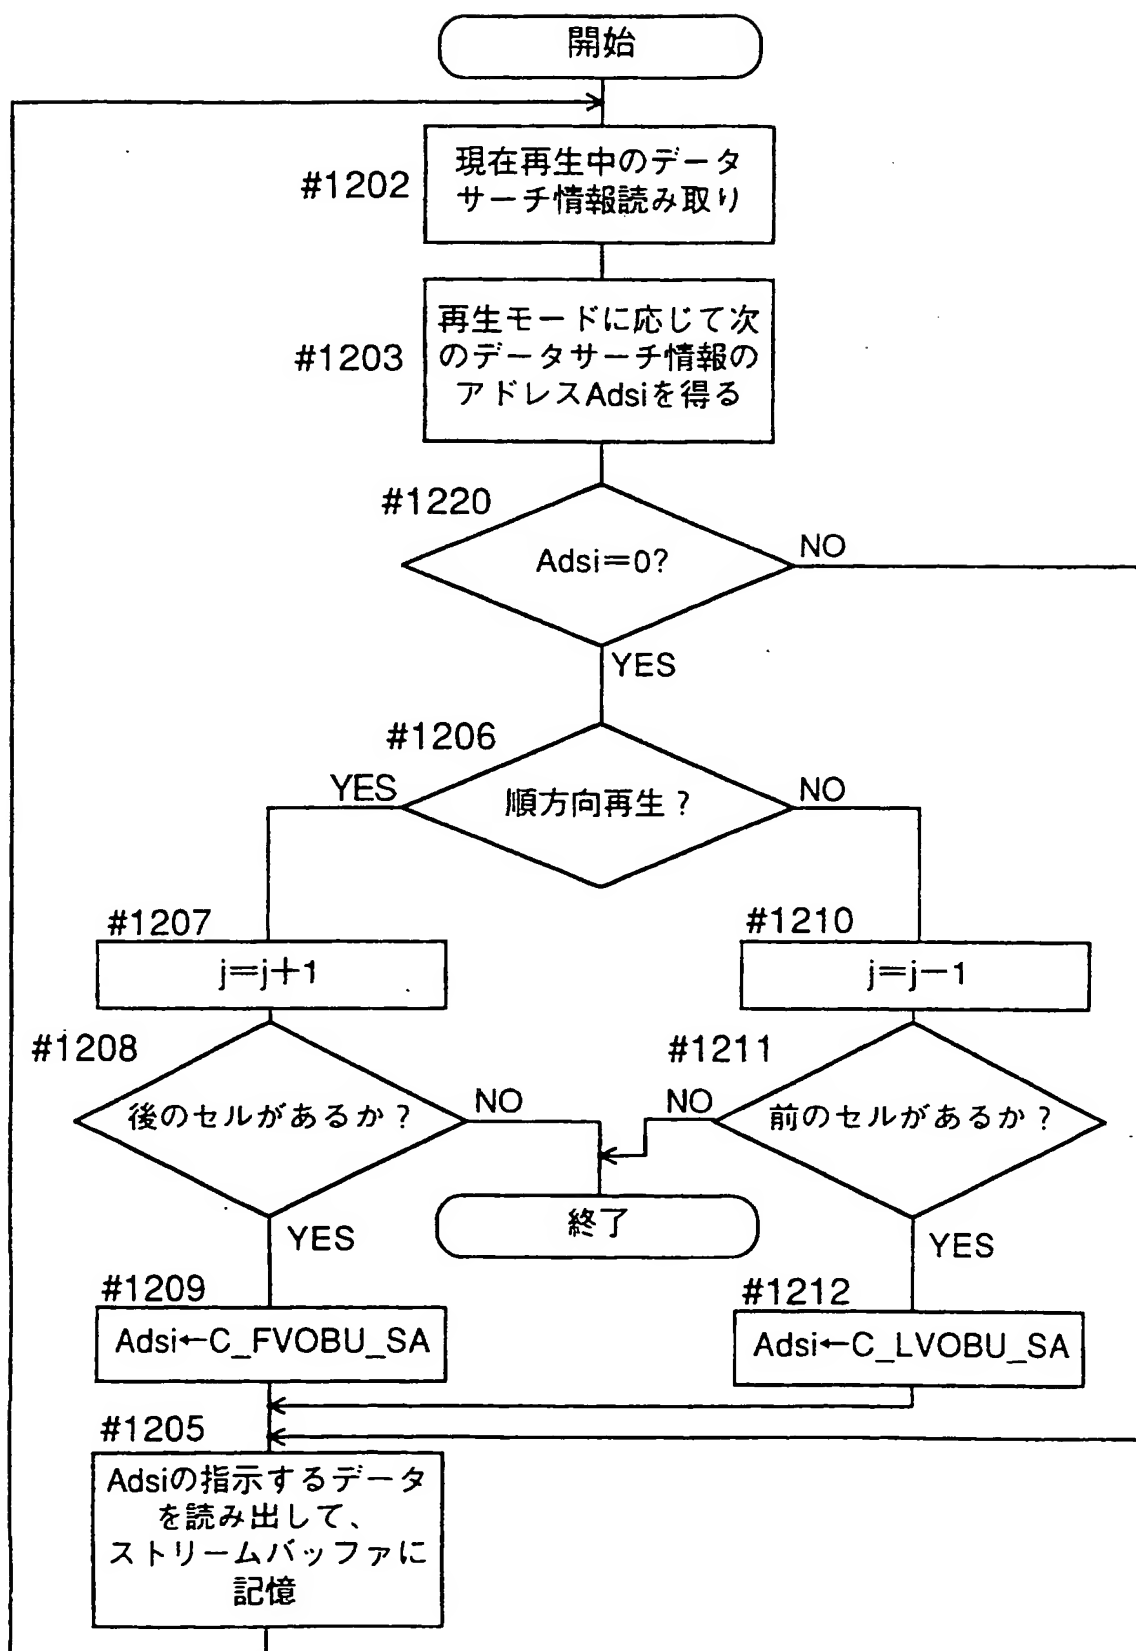 開始
#1202
現在再生中のデータ
サーチ情報読み取り
#1203
再生モードに応じて次
のデータサーチ情報の
アドレスAdsiを得る
#1220
Adsi=0?
NO
YES
#1206
YES
順方向再生？
NO
#1207
j=j+1
#1210
j=j−1
#1208
後のセルがあるか？
NO
#1211
NO
前のセルがあるか？
終了
YES
YES
#1209
Adsi←C_FVOBU_SA
#1212
Adsi←C_LVOBU_SA
#1205
Adsiの指示するデータ
を読み出して、
ストリームバッファに
記憶